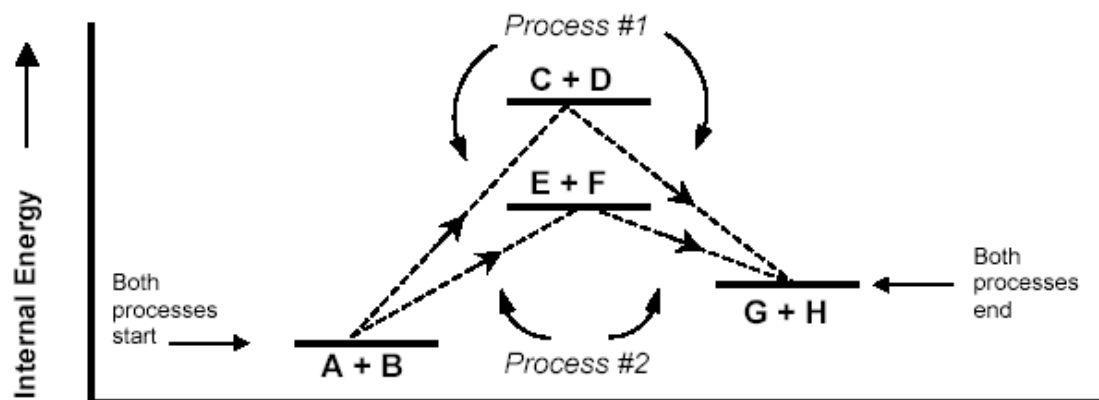 Process #1
C + D
E + F
Internal Energy
Both
processes
start
A + B
Process #2
G + H
Both
processes
end